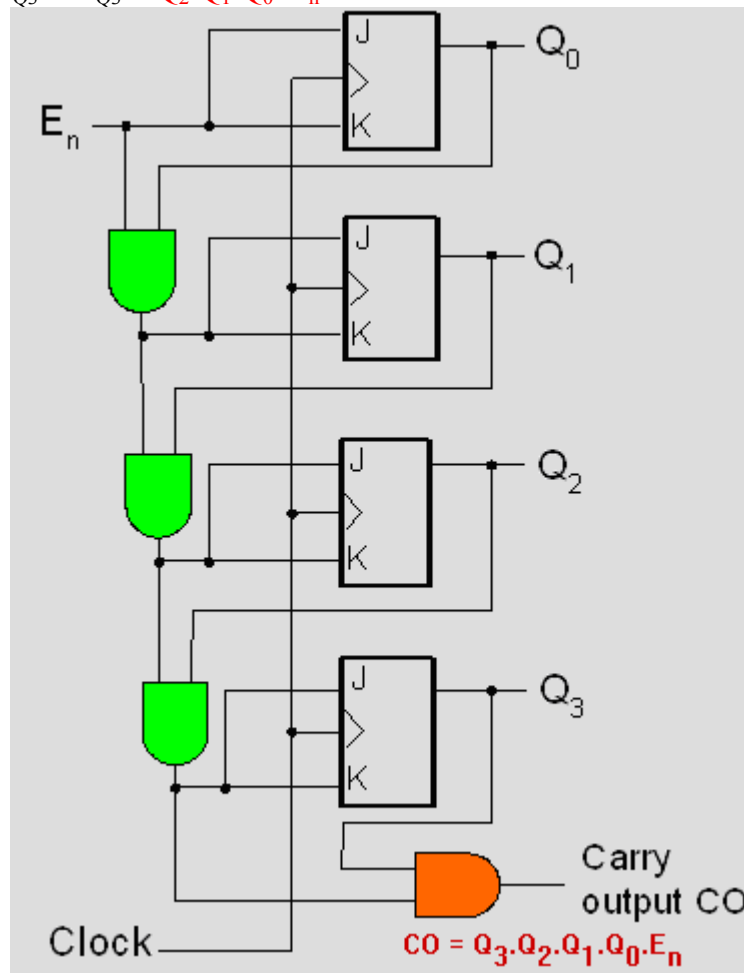 J
Q0
En
K
J
Q1
K
J
Q2
K
J
Q3
K
Carry
output CO
Clock
CO = Q3.Q2.Q1.Q0.En